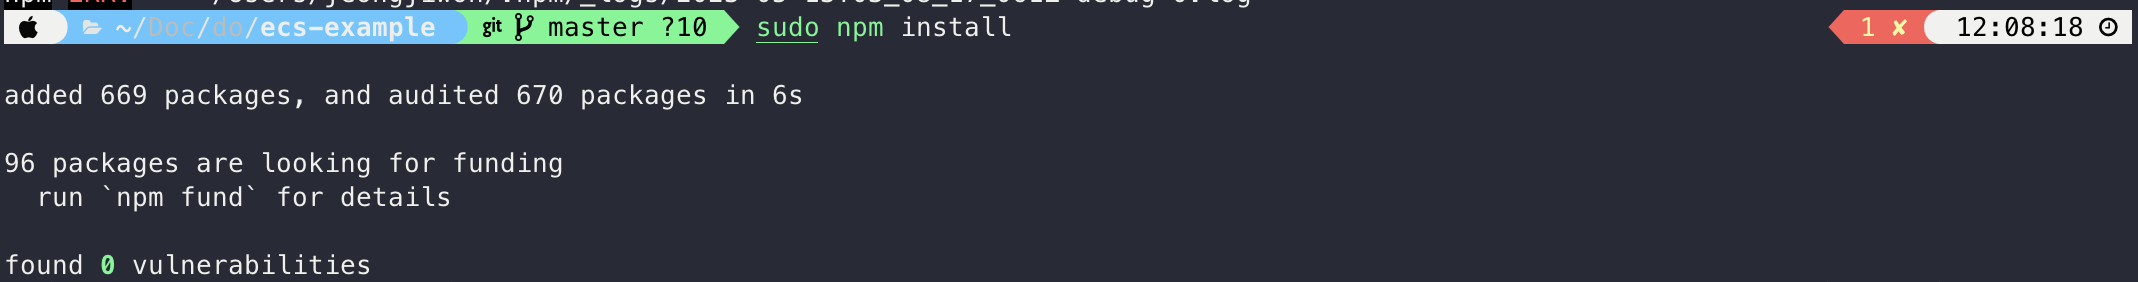 ~/Doc/do/ecs-example git master ?10 sudo npm install 1 ✘ 12:08:18
added 669 packages, and audited 670 packages in 6s
96 packages are looking for funding
run `npm fund` for details
found 0 vulnerabilities